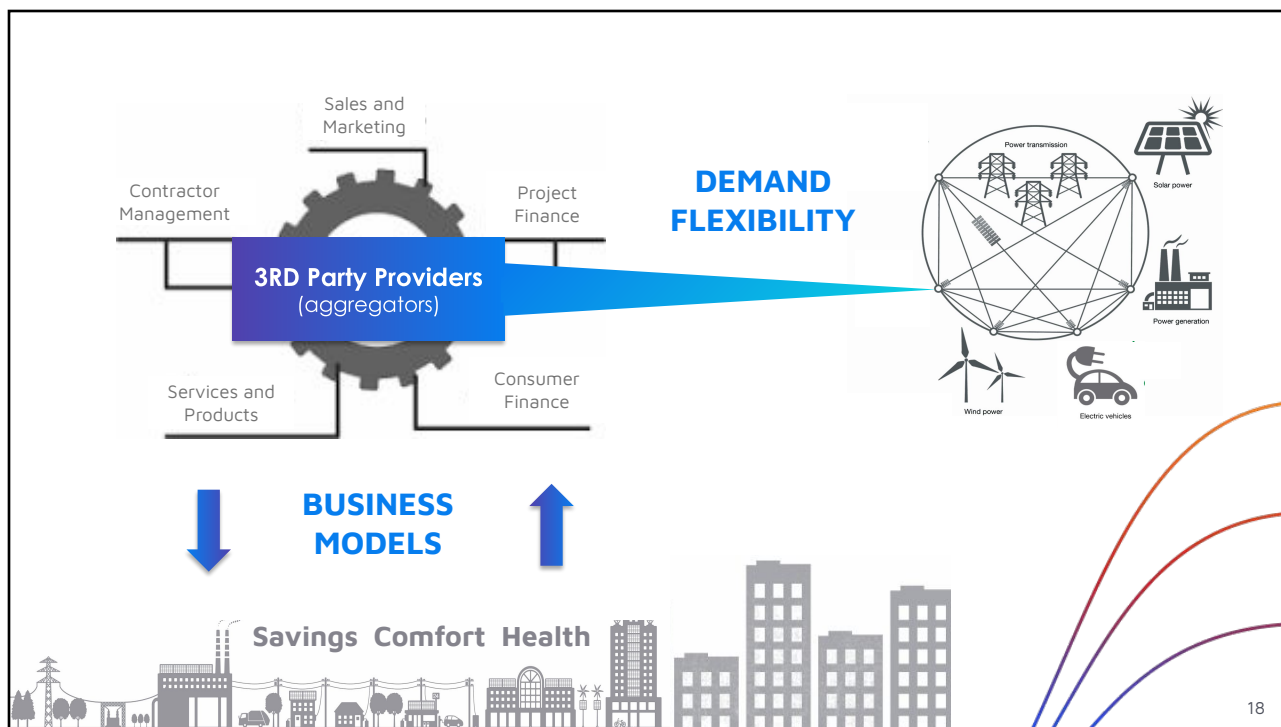 Sales and
Marketing
Contractor
Management
Project
Finance
3RD Party Providers
(aggregators)
Services and
Products
Consumer
Finance
DEMAND
FLEXIBILITY
Power transmission
Solar power
Power generation
Wind power
Electric vehicles
BUSINESS
MODELS
Savings Comfort Health
18